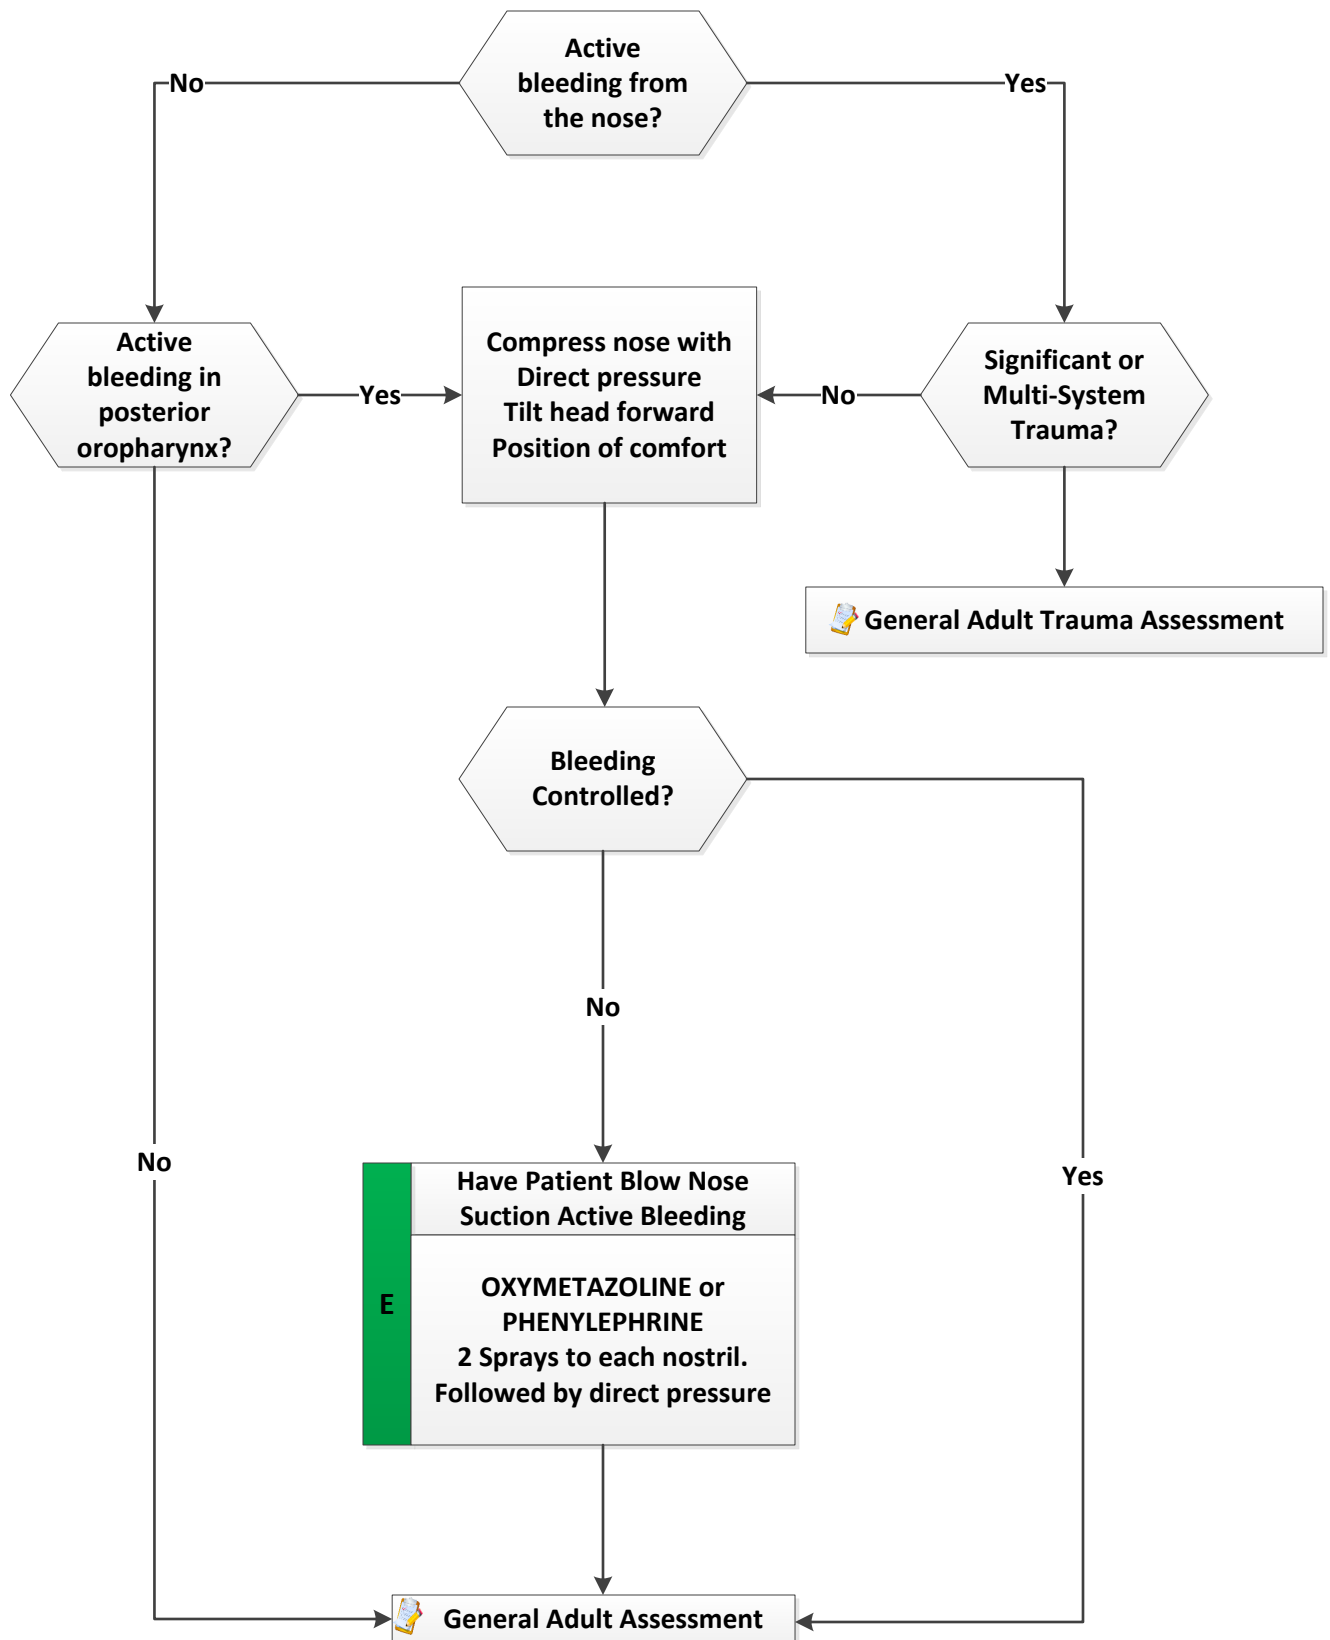 Active
bleeding from
the nose?
No
Yes
Active
bleeding in
posterior
oropharynx?
Yes
Compress nose with
Direct pressure
Tilt head forward
Position of comfort
No
Significant or
Multi-System
Trauma?
General Adult Trauma Assessment
Bleeding
Controlled?
No
No
Yes
E
Have Patient Blow Nose
Suction Active Bleeding
OXYMETAZOLINE or
PHENYLEPHRINE
2 Sprays to each nostril.
Followed by direct pressure
General Adult Assessment